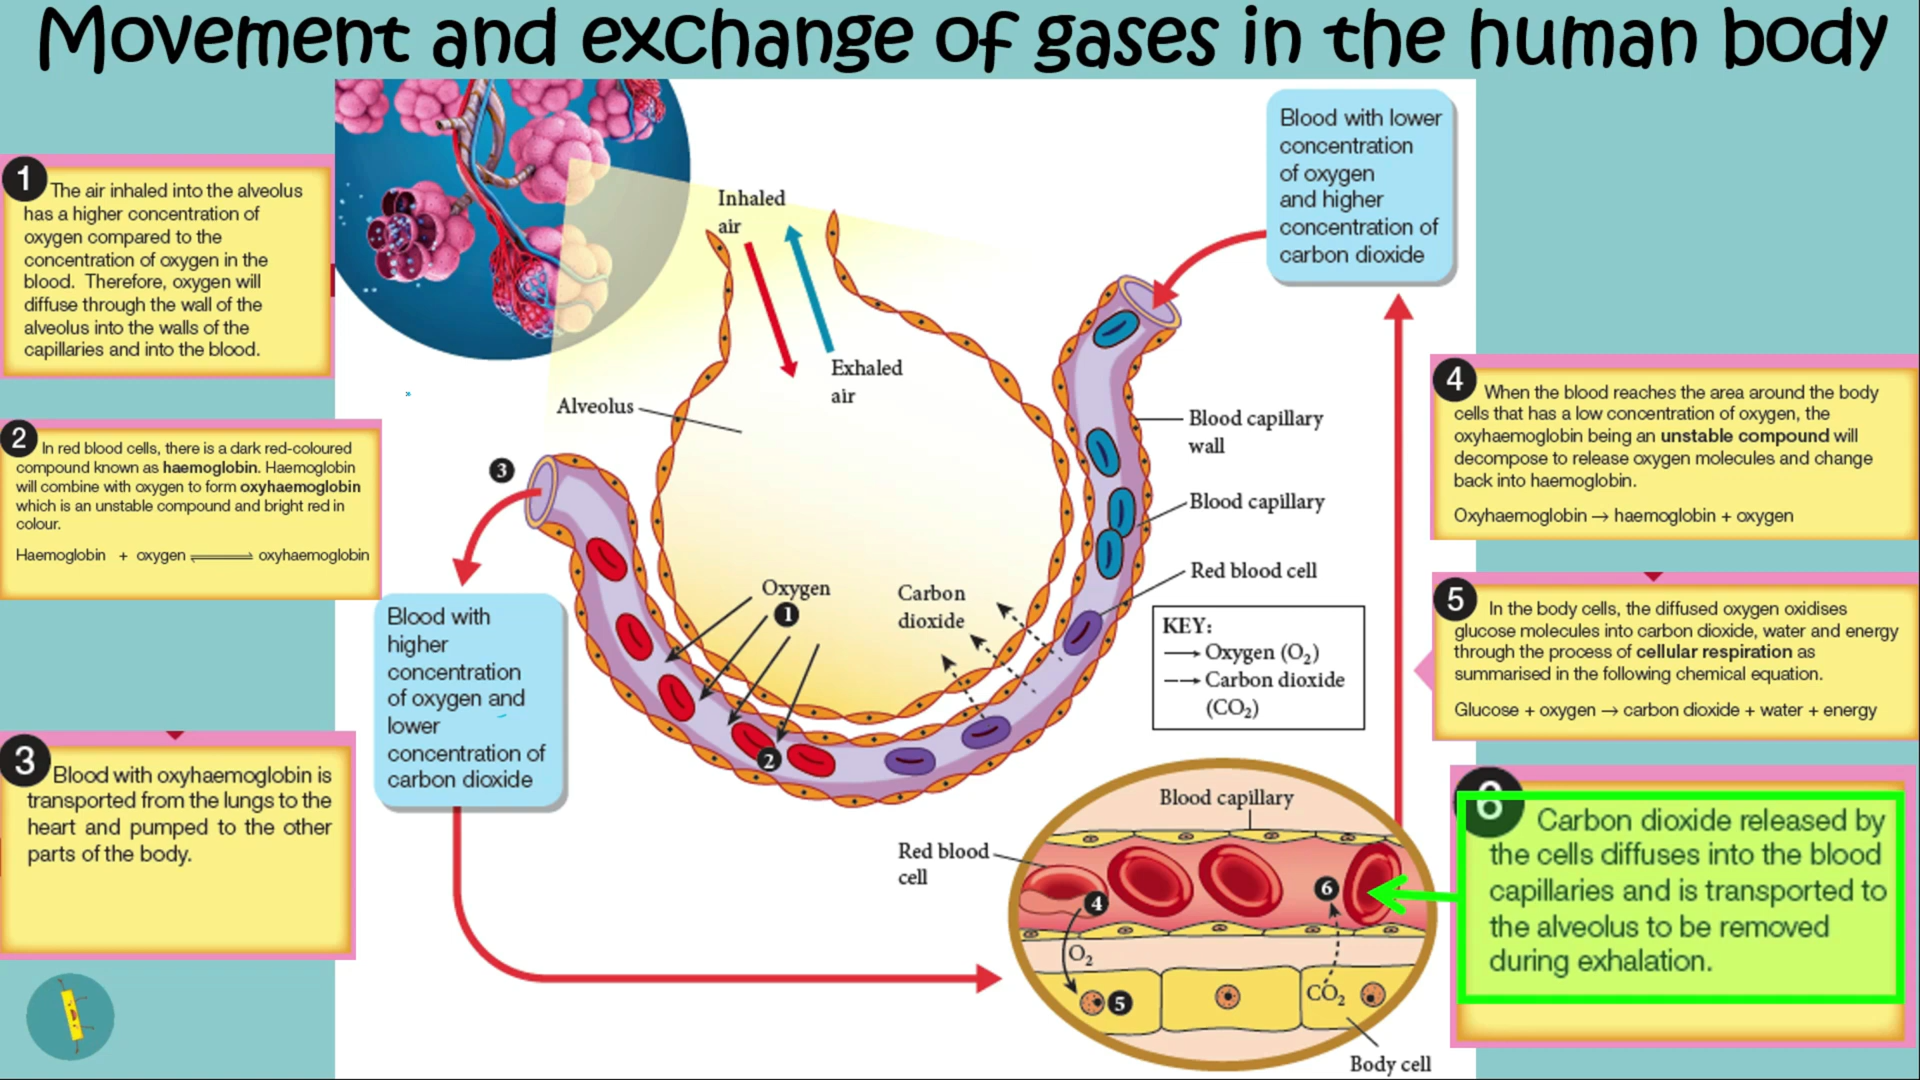 Movement and exchange of gases in the human body
1
The air inhaled into the alveolus
has a higher concentration of
oxygen compared to the
concentration of oxygen in the
blood. Therefore, oxygen will
diffuse through the wall of the
alveolus into the walls of the
capillaries and into the blood.
2
In red blood cells, there is a dark red-coloured
compound known as haemoglobin. Haemoglobin
will combine with oxygen to form oxyhaemoglobin
which is an unstable compound and bright red in
colour.
Haemoglobin + oxygen ⇌ oxyhaemoglobin
3
Blood with oxyhaemoglobin is
transported from the lungs to the
heart and pumped to the other
parts of the body.
Inhaled
air
Exhaled
air
Alveolus
3
Blood with
higher
concentration
of oxygen and
lower
concentration of
carbon dioxide
Oxygen
1
2
Carbon
dioxide
Blood with lower
concentration
of oxygen
and higher
concentration of
carbon dioxide
Blood capillary
wall
Blood capillary
Red blood cell
KEY:
→ Oxygen (O₂)
--→ Carbon dioxide
(CO₂)
Blood capillary
Red blood
cell
4
6
O₂
5
CO₂
Body cell
4
When the blood reaches the area around the body
cells that has a low concentration of oxygen, the
oxyhaemoglobin being an unstable compound will
decompose to release oxygen molecules and change
back into haemoglobin.
Oxyhaemoglobin → haemoglobin + oxygen
5
In the body cells, the diffused oxygen oxidises
glucose molecules into carbon dioxide, water and energy
through the process of cellular respiration as
summarised in the following chemical equation.
Glucose + oxygen → carbon dioxide + water + energy
6
Carbon dioxide released by
the cells diffuses into the blood
capillaries and is transported to
the alveolus to be removed
during exhalation.